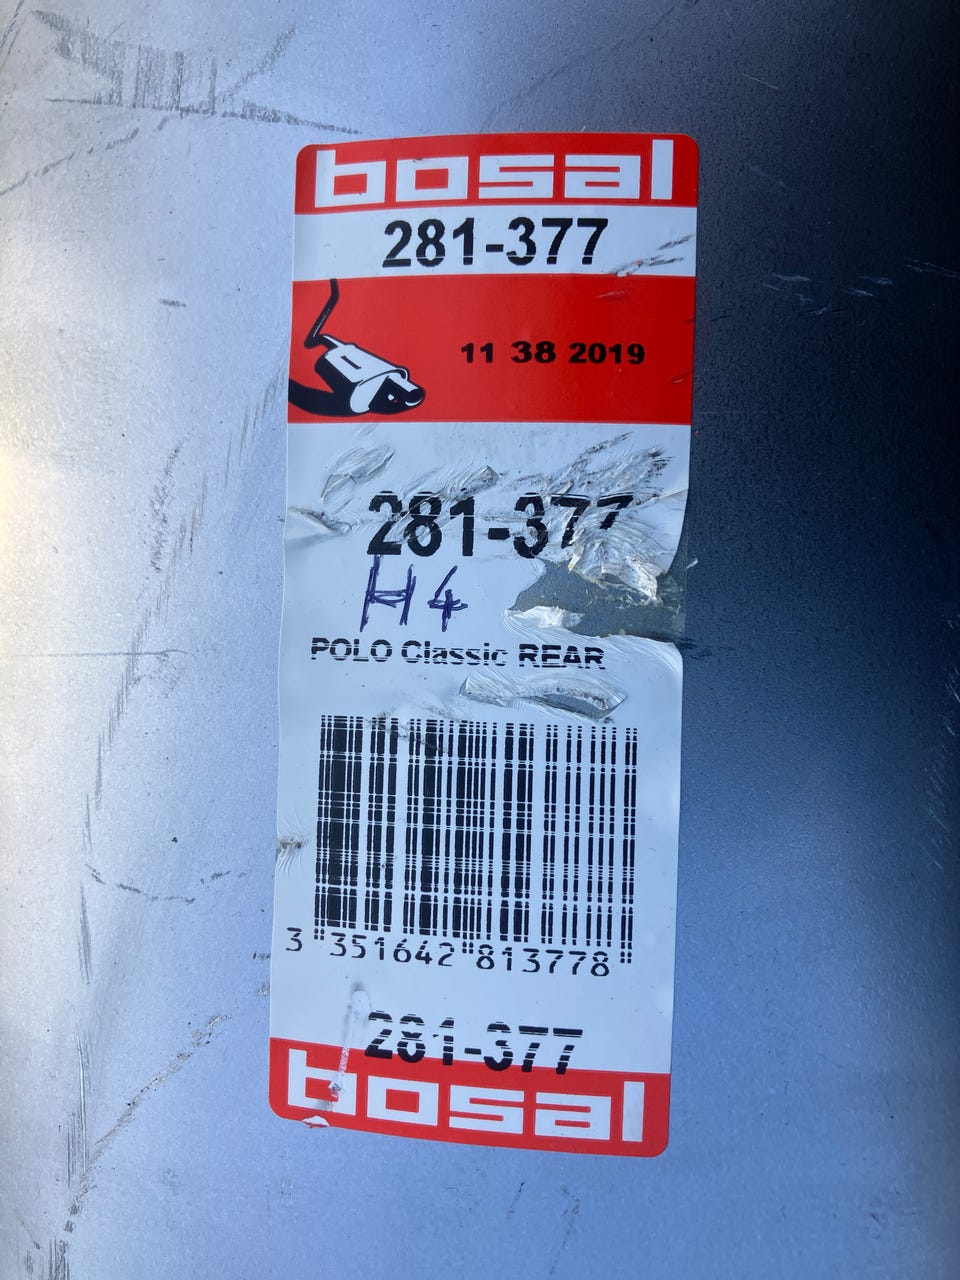 bosal
281-377
11 38 2019
281-377
H4
POLO Classic REAR
3 351642 813778
281-377
bosal